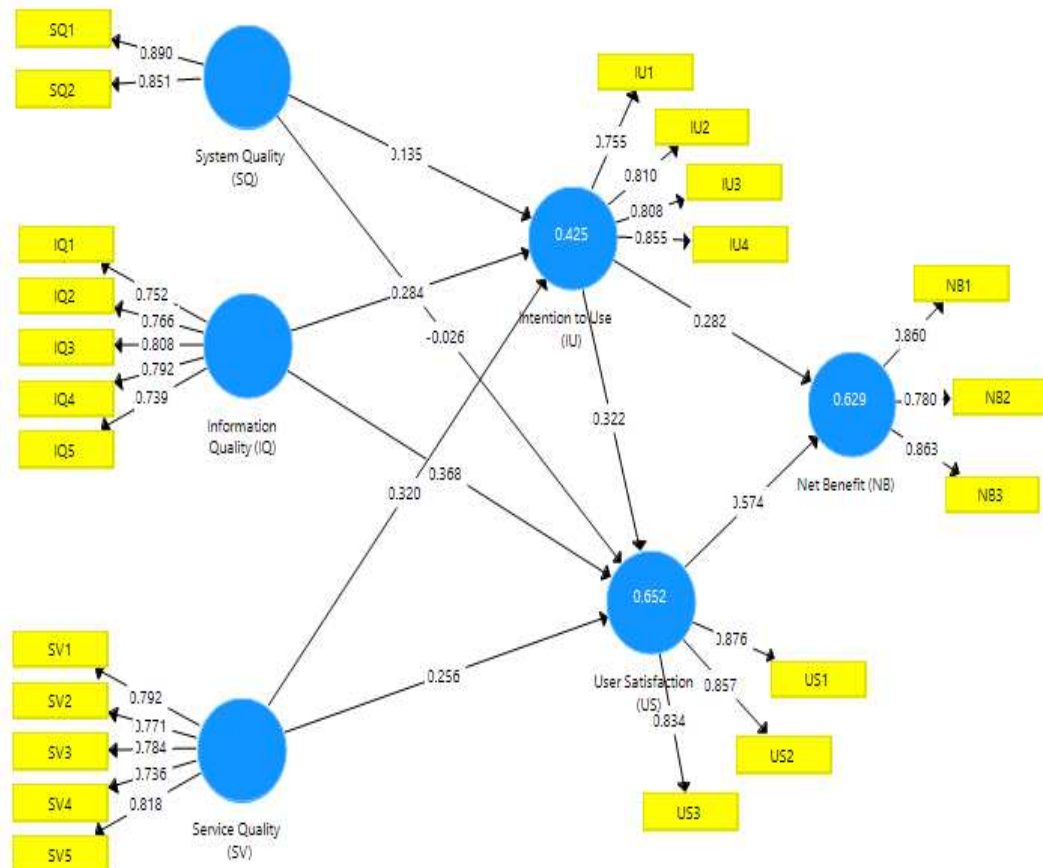 SQ1
0.890
0.851
SQ2
System Quality
(SQ)
0.135
IU1
0.755
IU2
0.810
IU3
0.808
0.855
IU4
0.425
Intention to Use
(IU)
IQ1
0.752
IQ2
0.766
IQ3
0.808
0.792
IQ4
0.739
IQ5
Information
Quality (IQ)
0.284
-0.026
0.282
0.322
0.368
0.320
NB1
0.860
0.629
0.780
NB2
0.863
NB3
Net Benefit (NB)
0.574
0.652
User Satisfaction
(US)
0.876
US1
0.857
US2
0.834
US3
0.256
SV1
0.792
SV2
0.771
SV3
0.784
0.736
SV4
0.818
SV5
Service Quality
(SV)